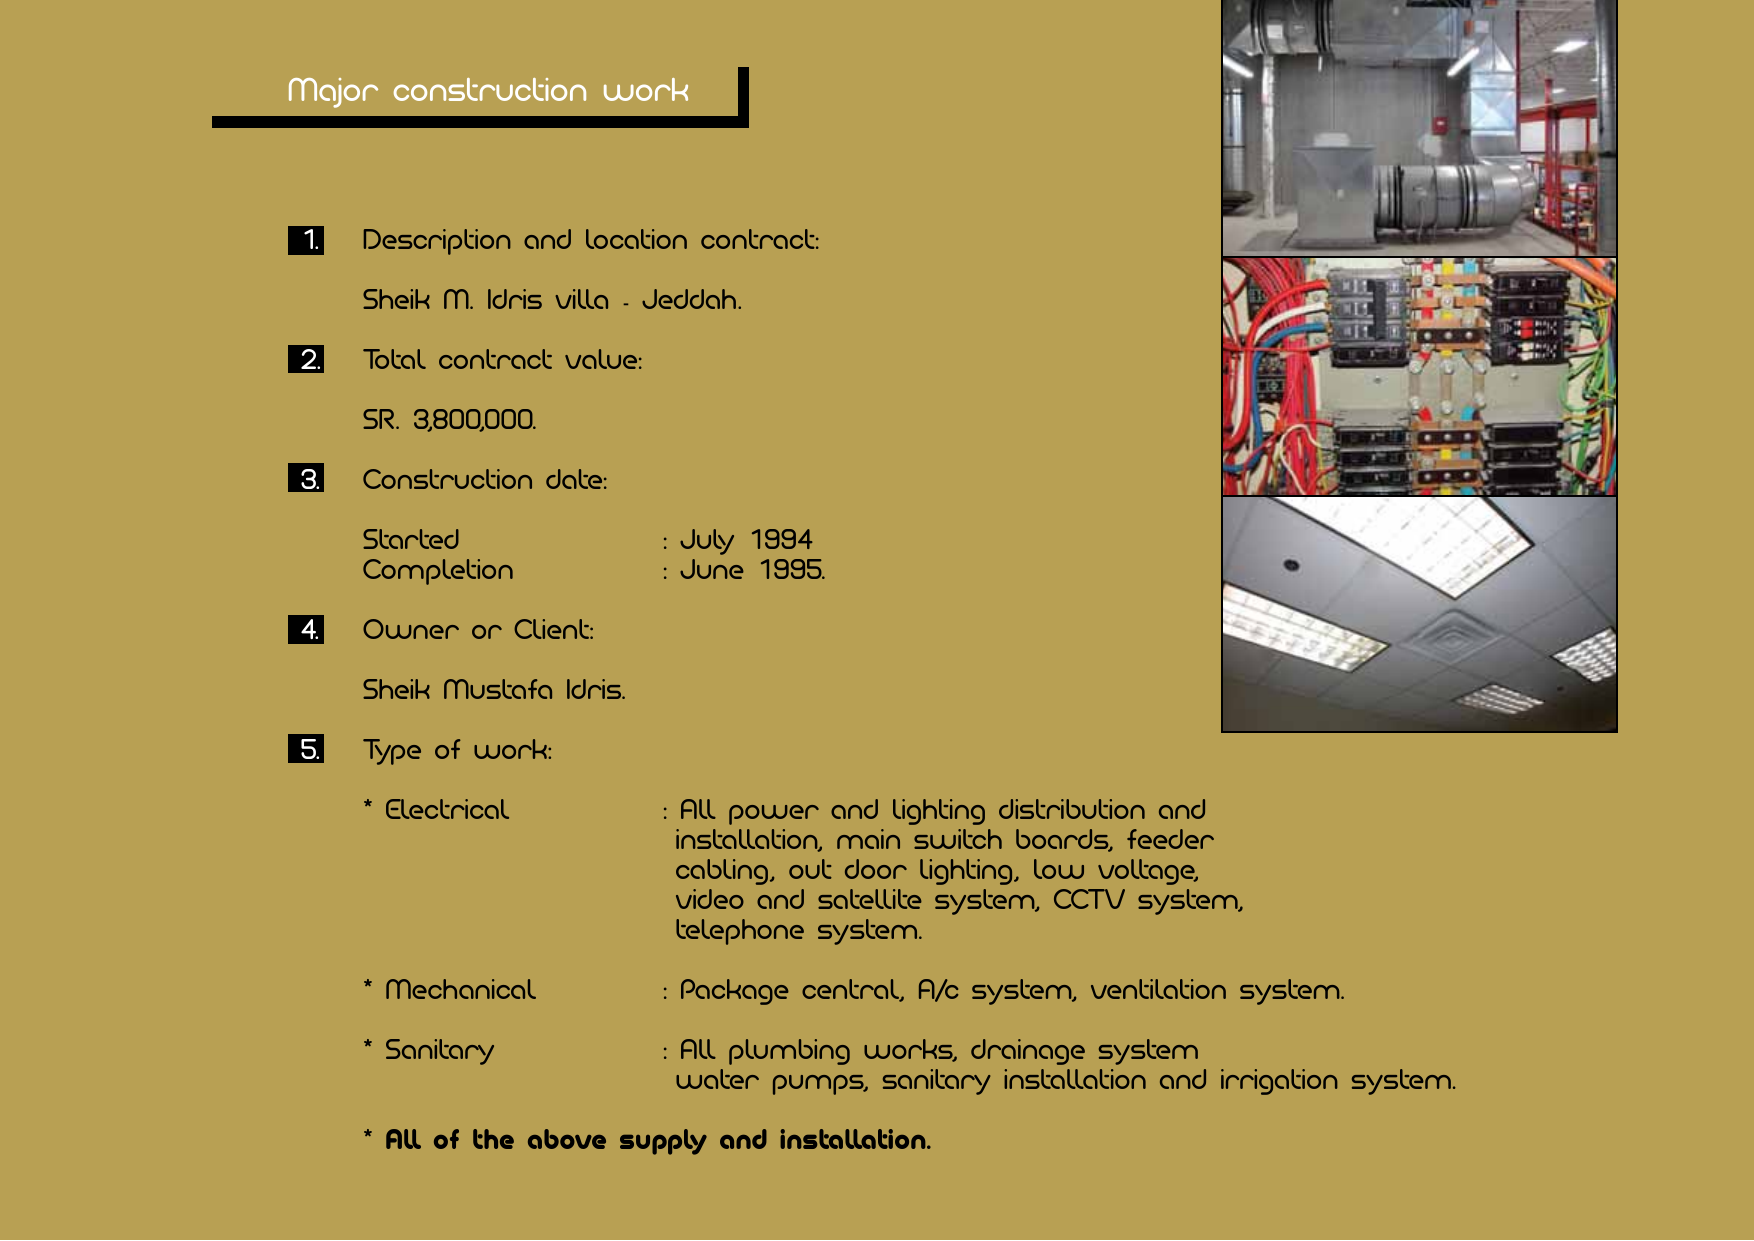 Major construction work
1. Description and location contract:
Sheik M. Idris villa - Jeddah.
2. Total contract value:
SR. 3,800,000.
3. Construction date:
Started : July 1994
Completion : June 1995.
4. Owner or Client:
Sheik Mustafa Idris.
5. Type of work:
* Electrical : All power and lighting distribution and
installation, main switch boards, feeder
cabling, out door lighting, low voltage,
video and satellite system, CCTV system,
telephone system.
* Mechanical : Package central, A/c system, ventilation system.
* Sanitary : All plumbing works, drainage system
water pumps, sanitary installation and irrigation system.
* All of the above supply and installation.